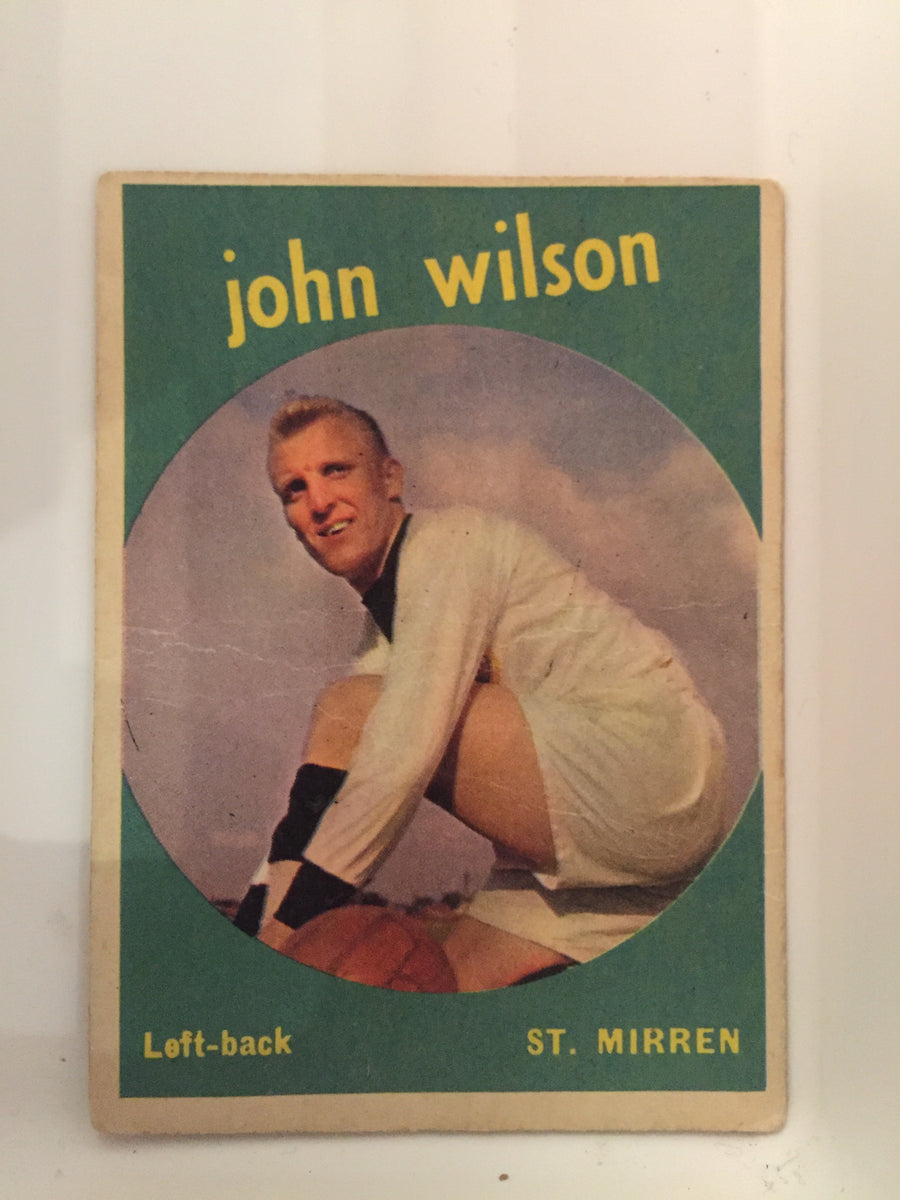 john wilson
Left-back ST. MIRREN